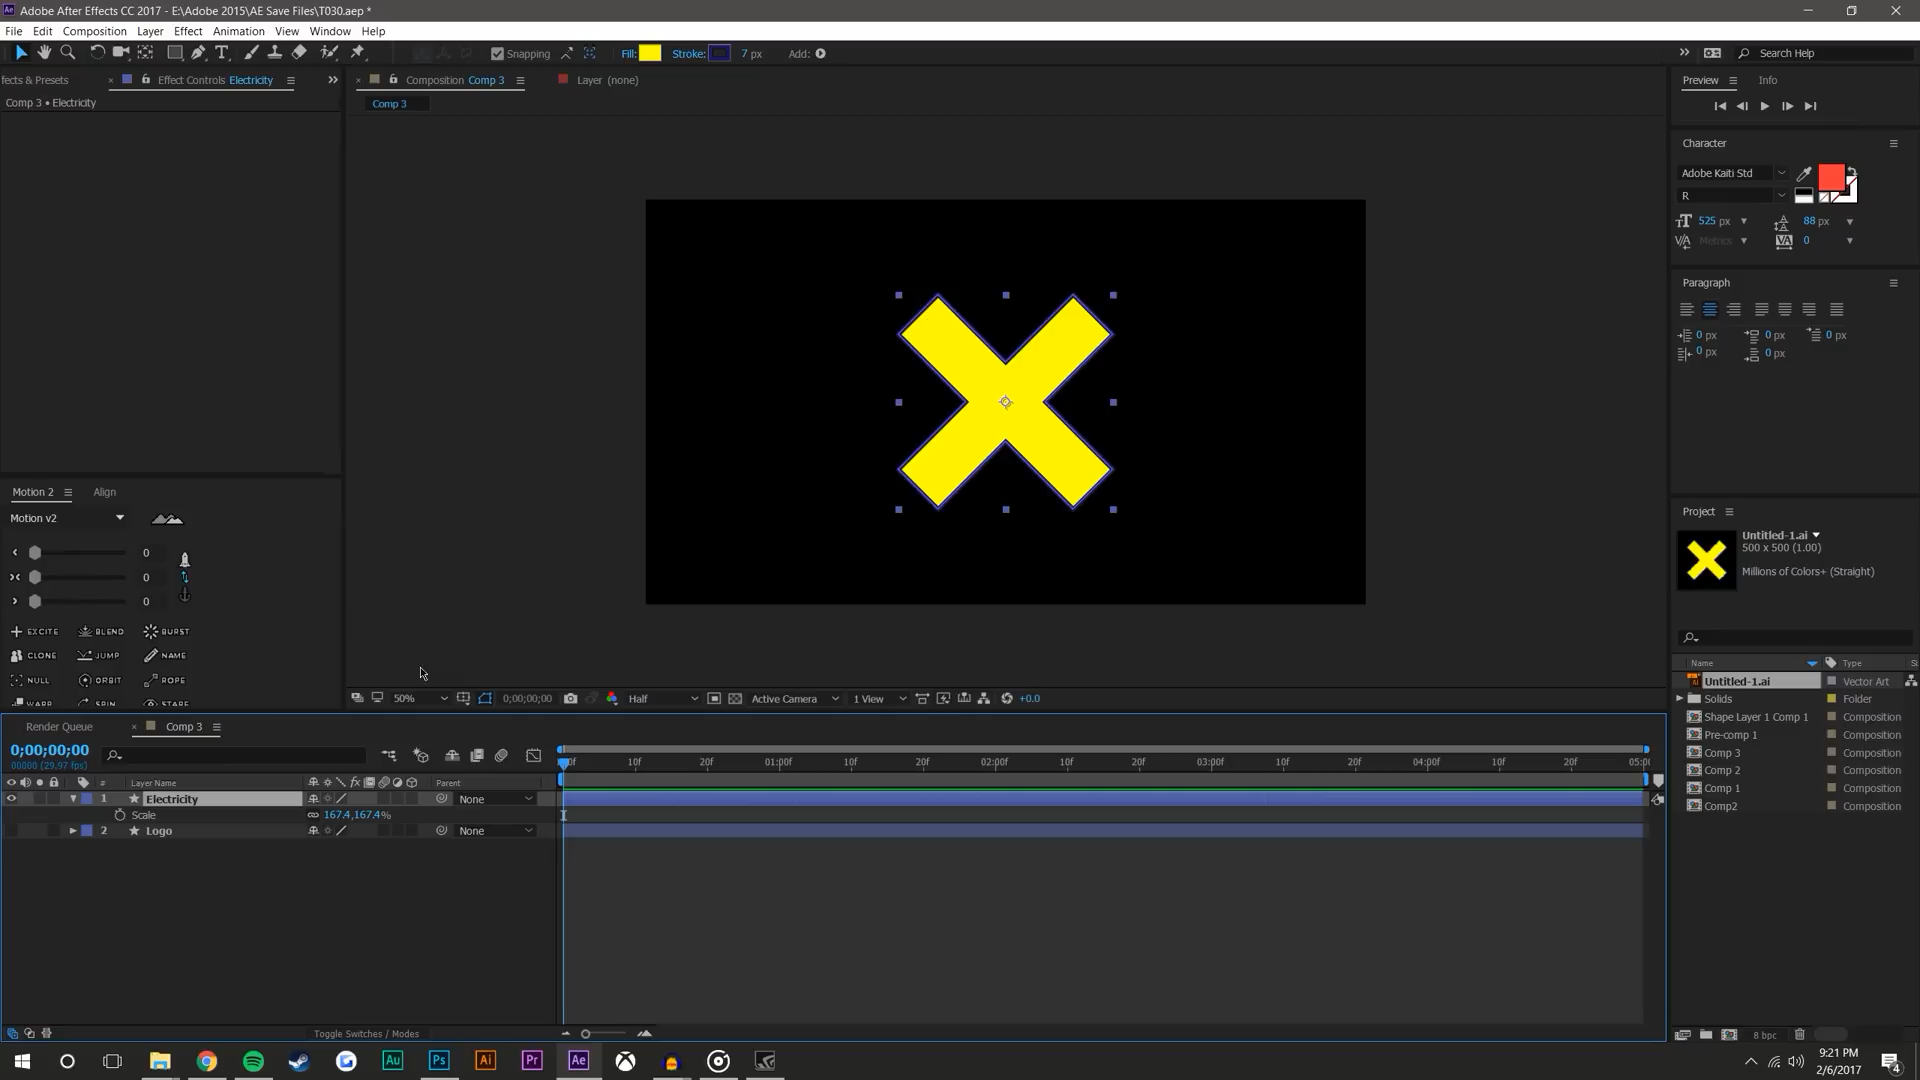 Adobe After Effects CC 2017 - E:\Adobe 2015\AE Save Files\T030.aep *
File Edit Composition Layer Effect Animation View Window Help
Snapping Fill: Stroke: 7 px Add: Search Help
fects & Presets × Effect Controls Electricity
Comp 3 • Electricity
× Composition Comp 3 Layer (none)
Comp 3
Preview Info
Character
Adobe Kaiti Std
R
525 px 88 px
Metrics 0
Paragraph
0 px 0 px 0 px
0 px 0 px
Motion 2 Align
Motion v2
0
0
0
EXCITE BLEND BURST
CLONE JUMP NAME
NULL ORBIT ROPE
WARP SPIN STARE
50% 0;00;00;00 Half Active Camera 1 View +0.0
Project
Untitled-1.ai
500 x 500 (1.00)
Millions of Colors+ (Straight)
Name Type Si
Untitled-1.ai Vector Art
Solids Folder
Shape Layer 1 Comp 1 Composition
Pre-comp 1 Composition
Comp 3 Composition
Comp 2 Composition
Comp 1 Composition
Comp2 Composition
8 bpc
Render Queue × Comp 3
0;00;00;00
00000 (29.97 fps)
# Layer Name fx Parent
10f 20f 01:00f 10f 20f 02:00f 10f 20f 03:00f 10f 20f 04:00f 10f 20f 05:0
1 Electricity None
Scale 167.4,167.4%
2 Logo None
Toggle Switches / Modes
Au Ps Ai Pr Ae
9:21 PM
2/6/2017
4